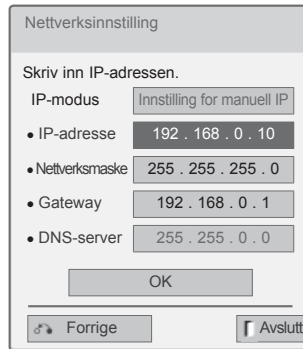 Nettverksinnstilling
Skriv inn IP-adressen.
IP-modus Innstilling for manuell IP
• IP-adresse 192 . 168 . 0 . 10
• Nettverksmaske 255 . 255 . 255 . 0
• Gateway 192 . 168 . 0 . 1
• DNS-server 255 . 255 . 0 . 0
OK
Forrige Avslutt